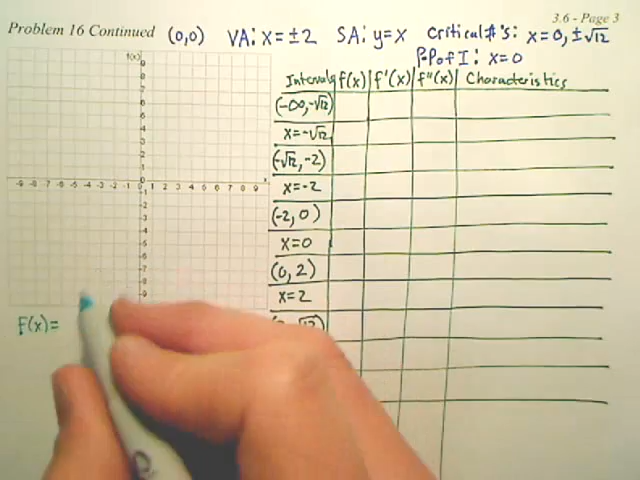 3.6 - Page 3
Problem 16 Continued (0,0) VA: x = ±2 SA: y=x Critical #'s: x = 0, ±√12
P.P of I: x=0
f(x)
Intervals f(x) f'(x) f"(x) Characteristics
(-∞, -√12)
x = -√12
(-√12, -2)
x = -2
(-2, 0)
x = 0
(0, 2)
x = 2
9
8
7
6
5
4
3
2
1
-9 -8 -7 -6 -5 -4 -3 -2 -1 0 1 2 3 4 5 6 7 8 9
-1
-2
-3
-4
-5
-6
-7
-8
-9
f(x)=